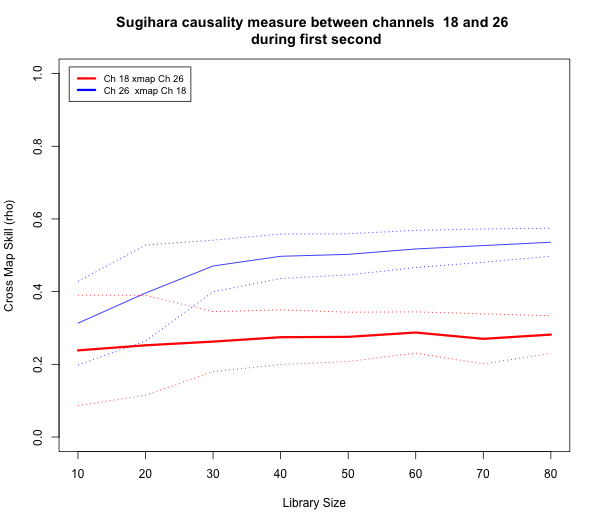 Sugihara causality measure between channels  18 and 26
during first second
Ch 18 xmap Ch 26
Ch 26  xmap Ch 18
Cross Map Skill (rho)
1.0
0.8
0.6
0.4
0.2
0.0
10 20 30 40 50 60 70 80
Library Size